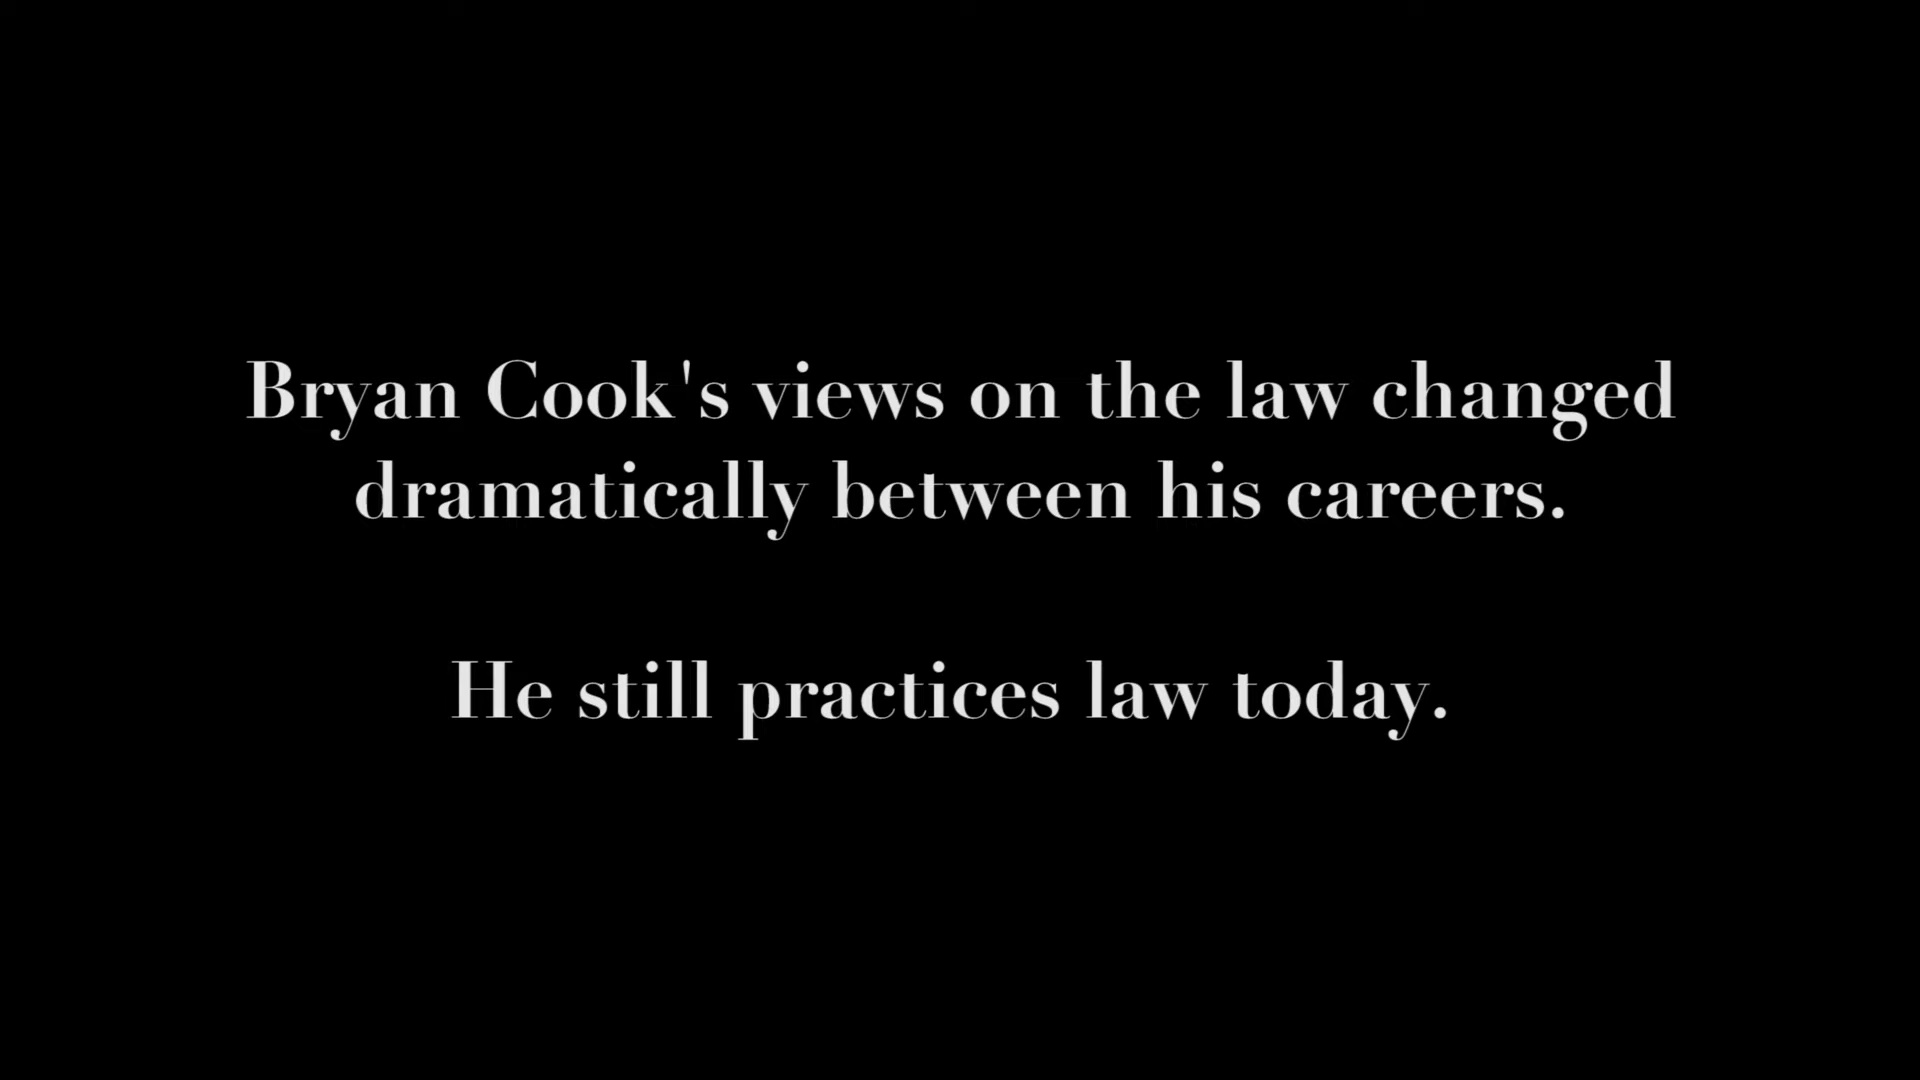 Bryan Cook's views on the law changed
dramatically between his careers.
He still practices law today.